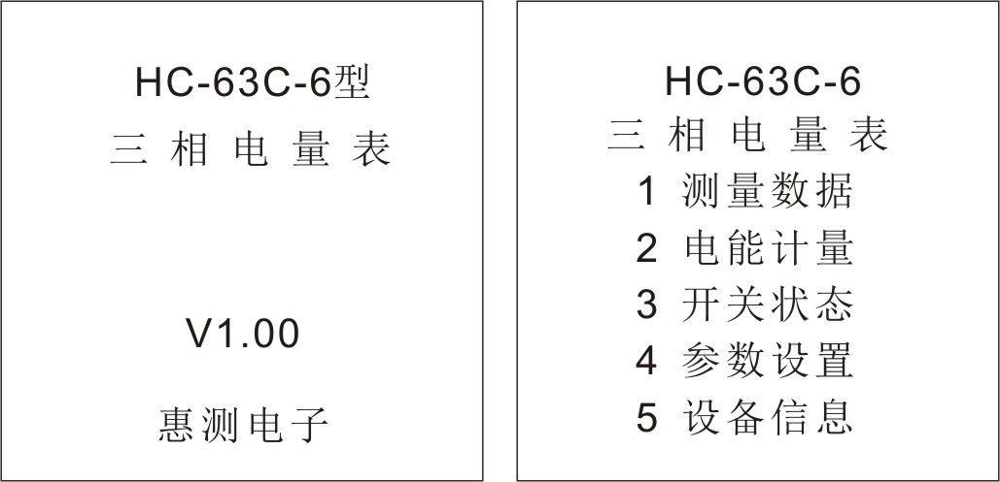 HC-63C-6型
三相电量表
V1.00
惠测电子
HC-63C-6
三相电量表
1 测量数据
2 电能计量
3 开关状态
4 参数设置
5 设备信息